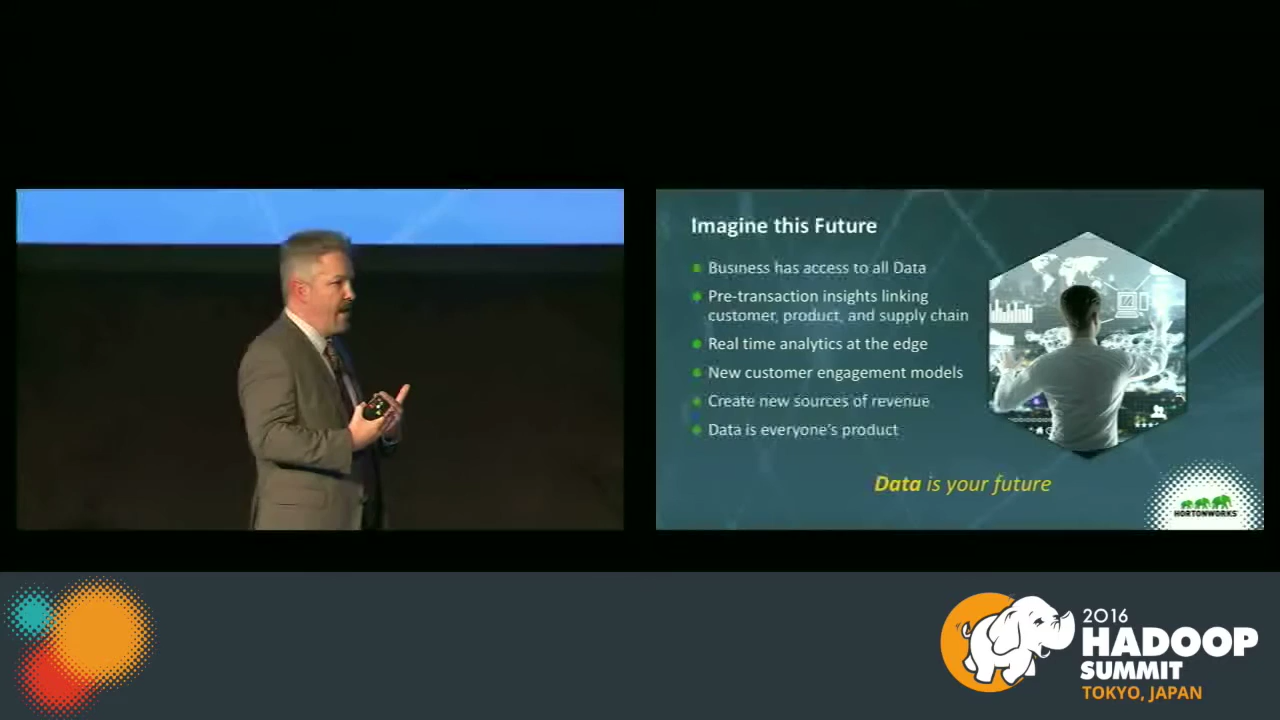 Imagine this Future
Business has access to all Data
Pre-transaction insights linking
customer, product, and supply chain
Real time analytics at the edge
New customer engagement models
Create new sources of revenue
Data is everyone's product
Data is your future
HORTONWORKS
2016
HADOOP
SUMMIT
TOKYO, JAPAN